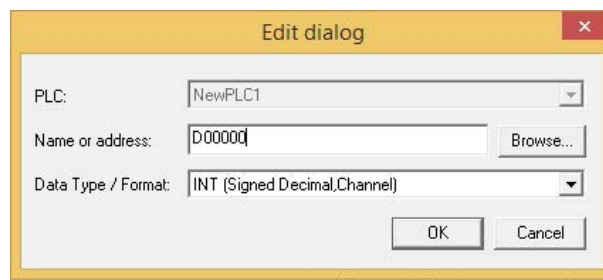 Edit dialog
PLC: NewPLC1
Name or address: D00000 Browse...
Data Type / Format: INT (Signed Decimal,Channel)
OK Cancel